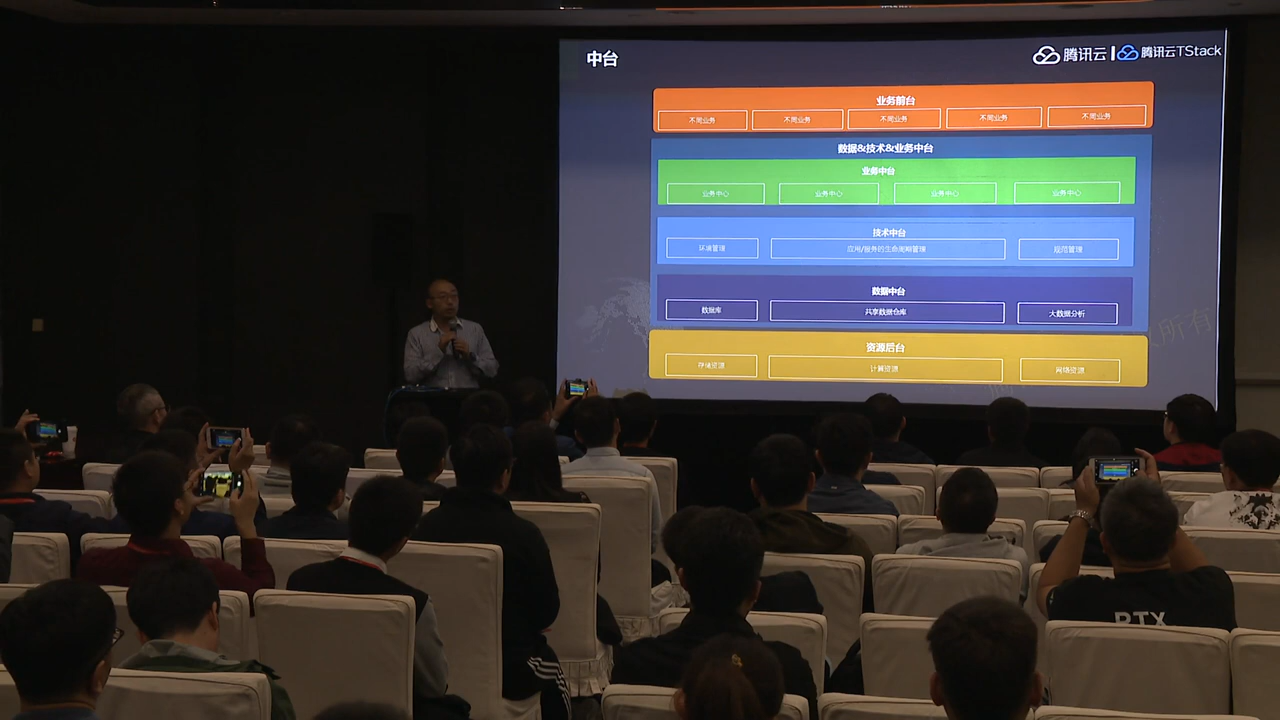 中台
腾讯云 | 腾讯云TStack
业务前台
不同业务 不同业务 不同业务 不同业务 不同业务
数据&技术&业务中台
业务中台
业务中心 业务中心 业务中心 业务中心
技术中台
环境管理 应用/服务的生命周期管理 规范管理
数据中台
数据库 共享数据仓库 大数据分析
资源后台
存储资源 计算资源 网络资源
所有
RTX